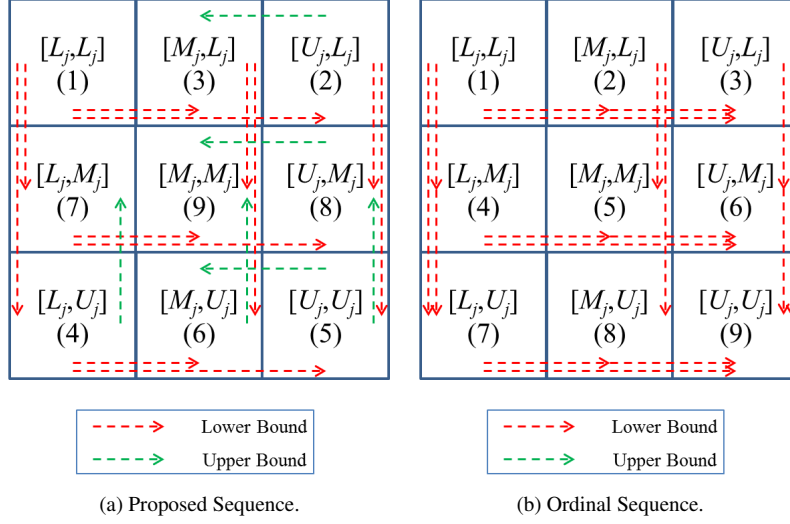 [Lj,Lj] [Mj,Lj] [Uj,Lj] [Lj,Lj] [Mj,Lj] [Uj,Lj]
(1) (3) (2) (1) (2) (3)
[Lj,Mj] [Mj,Mj] [Uj,Mj] [Lj,Mj] [Mj,Mj] [Uj,Mj]
(7) (9) (8) (4) (5) (6)
[Lj,Uj] [Mj,Uj] [Uj,Uj] [Lj,Uj] [Mj,Uj] [Uj,Uj]
(4) (6) (5) (7) (8) (9)
Lower Bound Lower Bound
Upper Bound Upper Bound
(a) Proposed Sequence. (b) Ordinal Sequence.